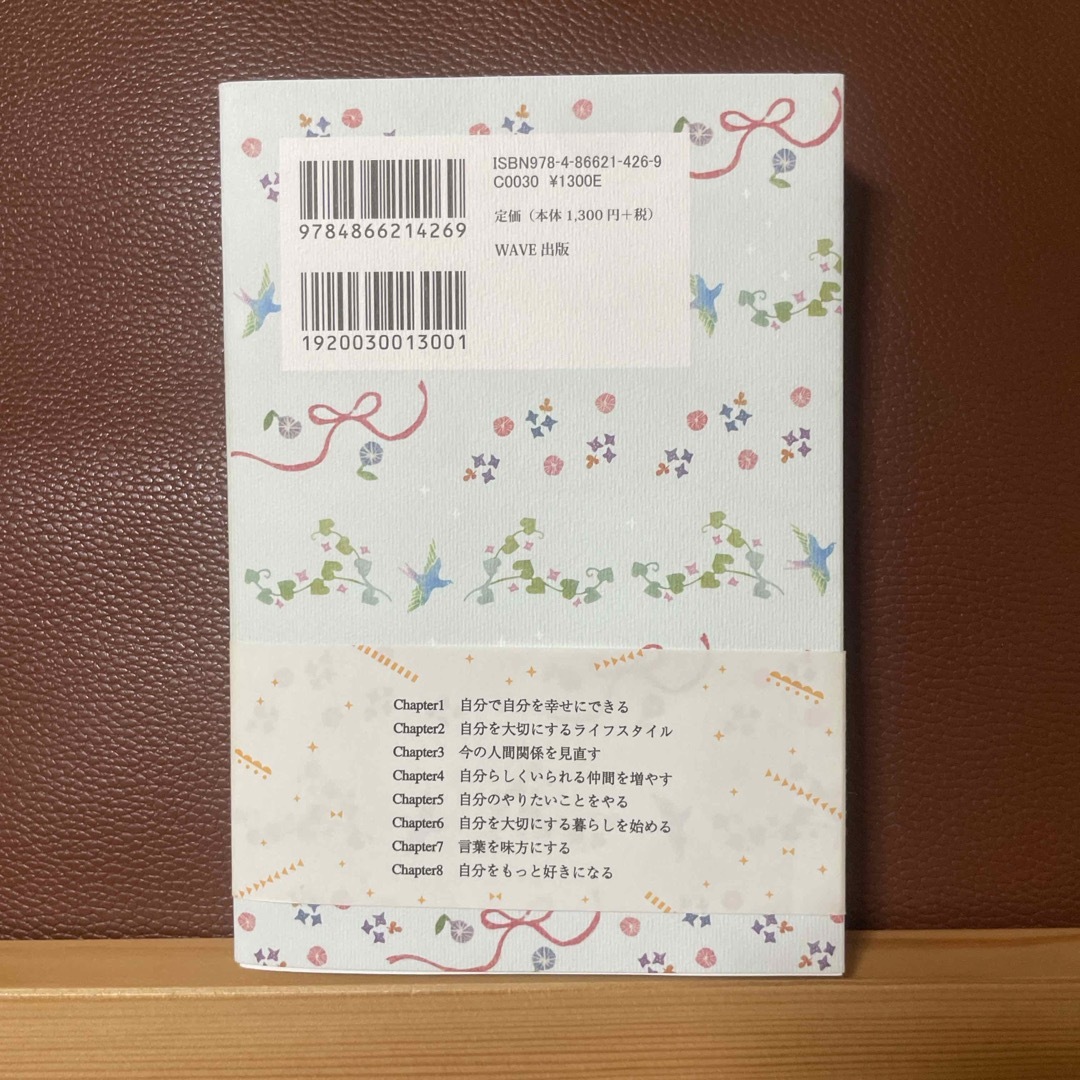 ISBN978-4-86621-426-9
C0030 ¥1300E
定価（本体 1,300 円＋税）
WAVE 出版
9784866214269
1920030013001
Chapter1 自分で自分を幸せにできる
Chapter2 自分を大切にするライフスタイル
Chapter3 今の人間関係を見直す
Chapter4 自分らしくいられる仲間を増やす
Chapter5 自分のやりたいことをやる
Chapter6 自分を大切にする暮らしを始める
Chapter7 言葉を味方にする
Chapter8 自分をもっと好きになる